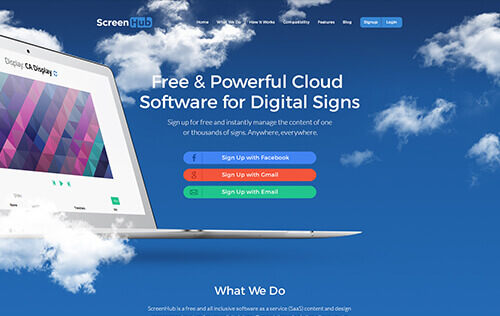 ScreenHub
Home What We Do How It Works Compatibility Features Blog Signup Login
Display: CA Display
Free & Powerful Cloud
Software for Digital Signs
Sign up for free and instantly manage the content of one
or thousands of signs. Anywhere, everywhere.
f Sign Up with Facebook
g Sign Up with Gmail
Sign Up with Email
What We Do
ScreenHub is a free and all inclusive software as a service (SaaS) content and design